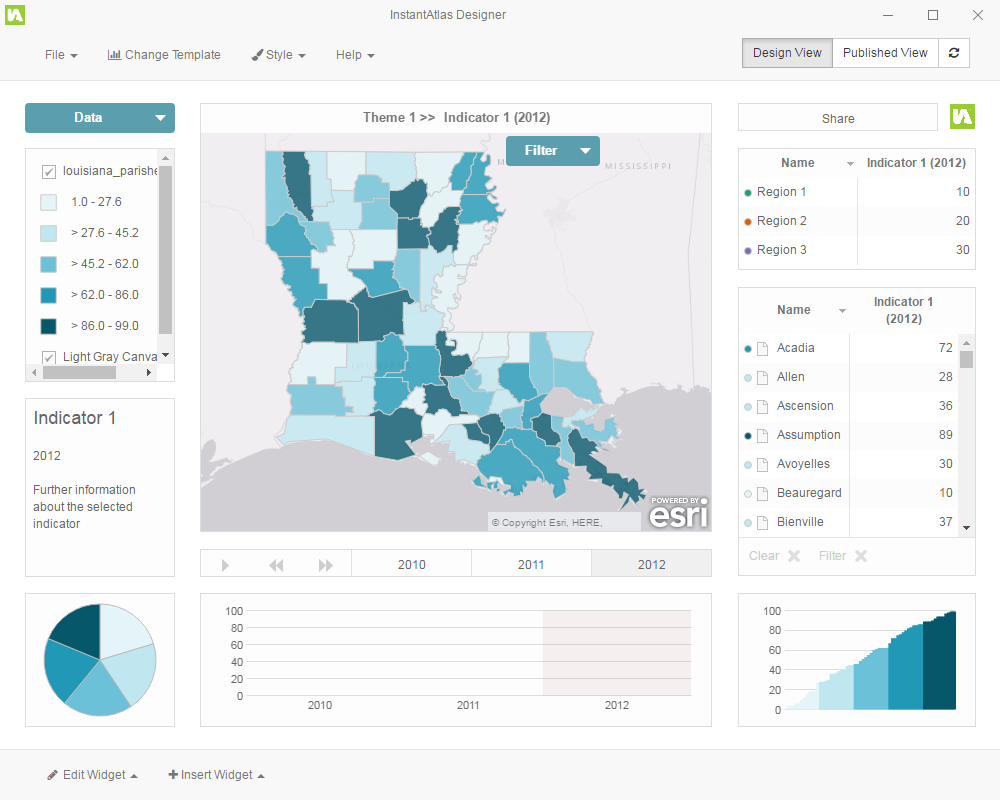 InstantAtlas Designer
File
Change Template
Style
Help
Design View
Published View
Data
louisiana_parishe
1.0 - 27.6
> 27.6 - 45.2
> 45.2 - 62.0
> 62.0 - 86.0
> 86.0 - 99.0
Light Gray Canva
Indicator 1
2012
Further information
about the selected
indicator
Theme 1 >> Indicator 1 (2012)
Filter
MISSISSIPPI
© Copyright Esri, HERE,
POWERED BY
esri
2010
2011
2012
100
80
60
40
20
0
2010
2011
2012
Share
Name
Indicator 1 (2012)
Region 1
10
Region 2
20
Region 3
30
Name
Indicator 1
(2012)
Acadia
72
Allen
28
Ascension
36
Assumption
89
Avoyelles
30
Beauregard
10
Bienville
37
Clear
Filter
100
80
60
40
20
0
Edit Widget
Insert Widget